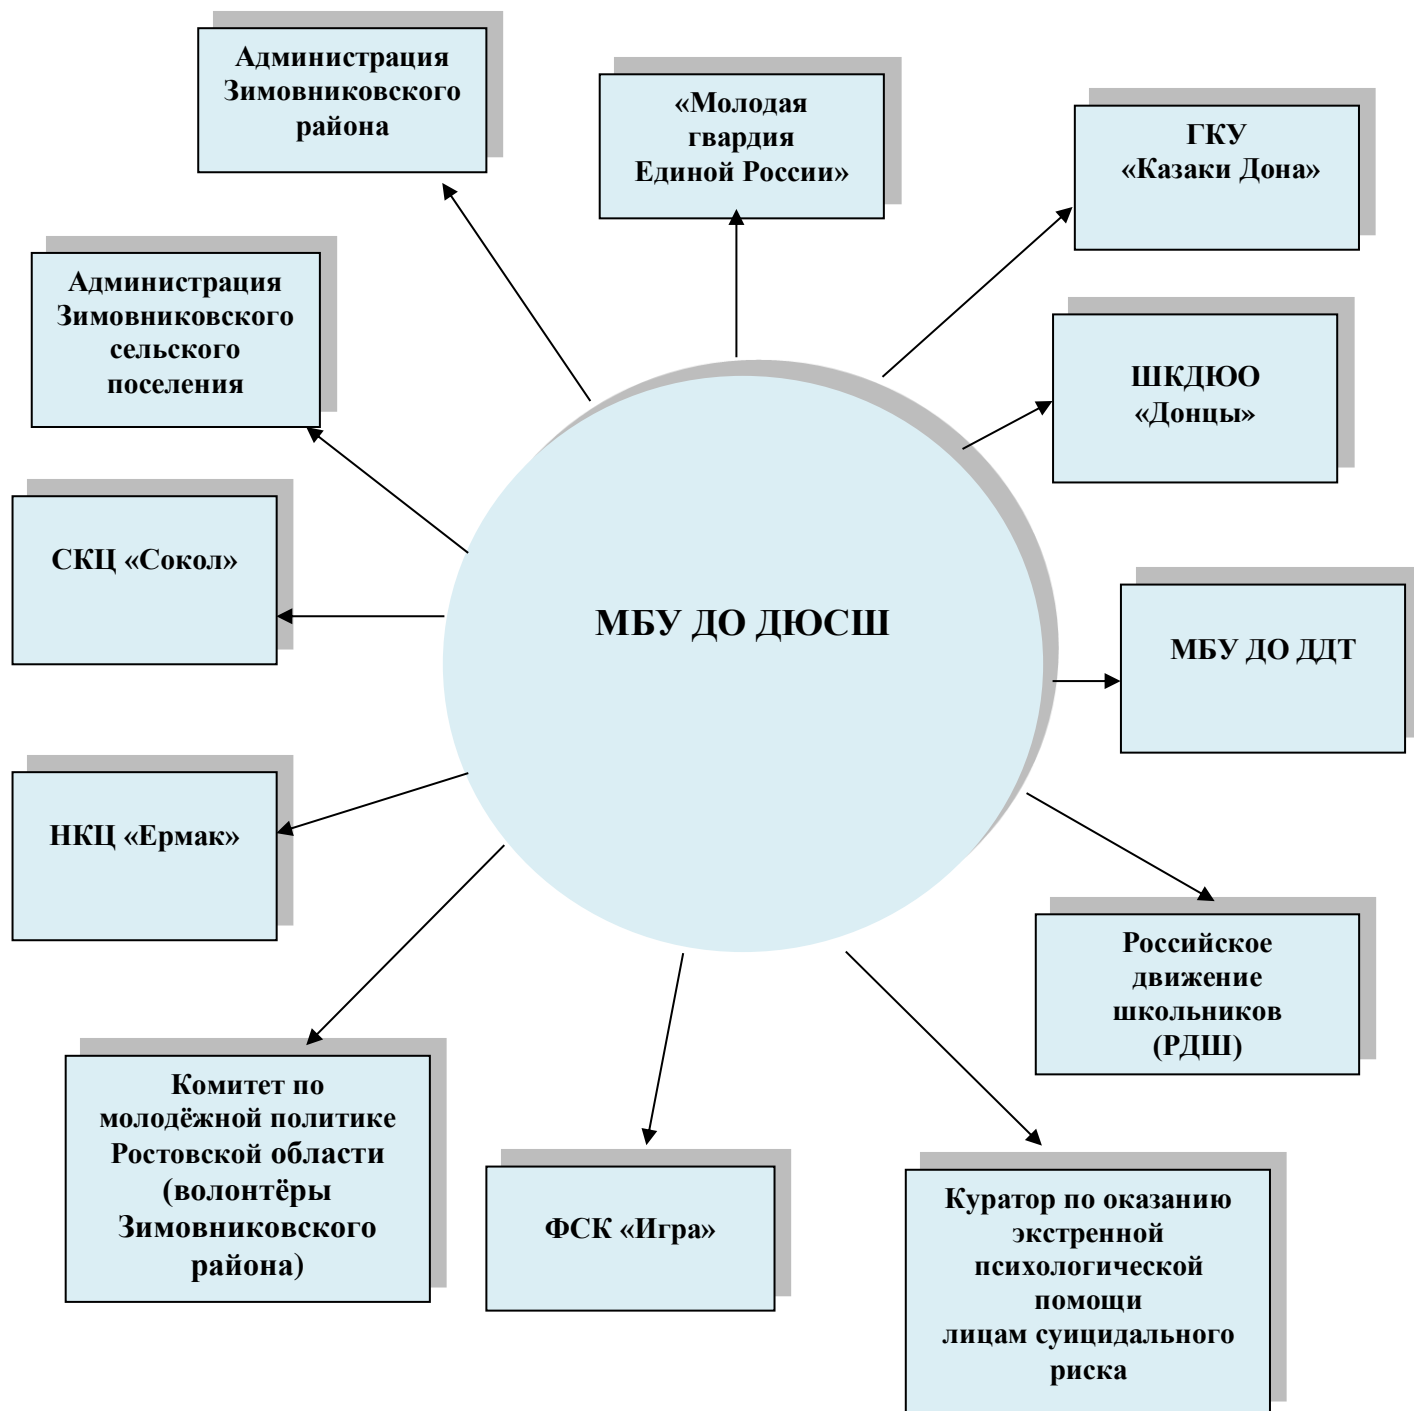 Администрация
Зимовниковского
района
«Молодая
гвардия
Единой России»
ГКУ
«Казаки Дона»
Администрация
Зимовниковского
сельского
поселения
ШКДЮО
«Донцы»
СКЦ «Сокол»
МБУ ДО ДЮСШ
МБУ ДО ДДТ
НКЦ «Ермак»
Российское
движение
школьников
(РДШ)
Комитет по
молодёжной политике
Ростовской области
(волонтёры
Зимовниковского
района)
ФСК «Игра»
Куратор по оказанию
экстренной
психологической
помощи
лицам суицидального
риска